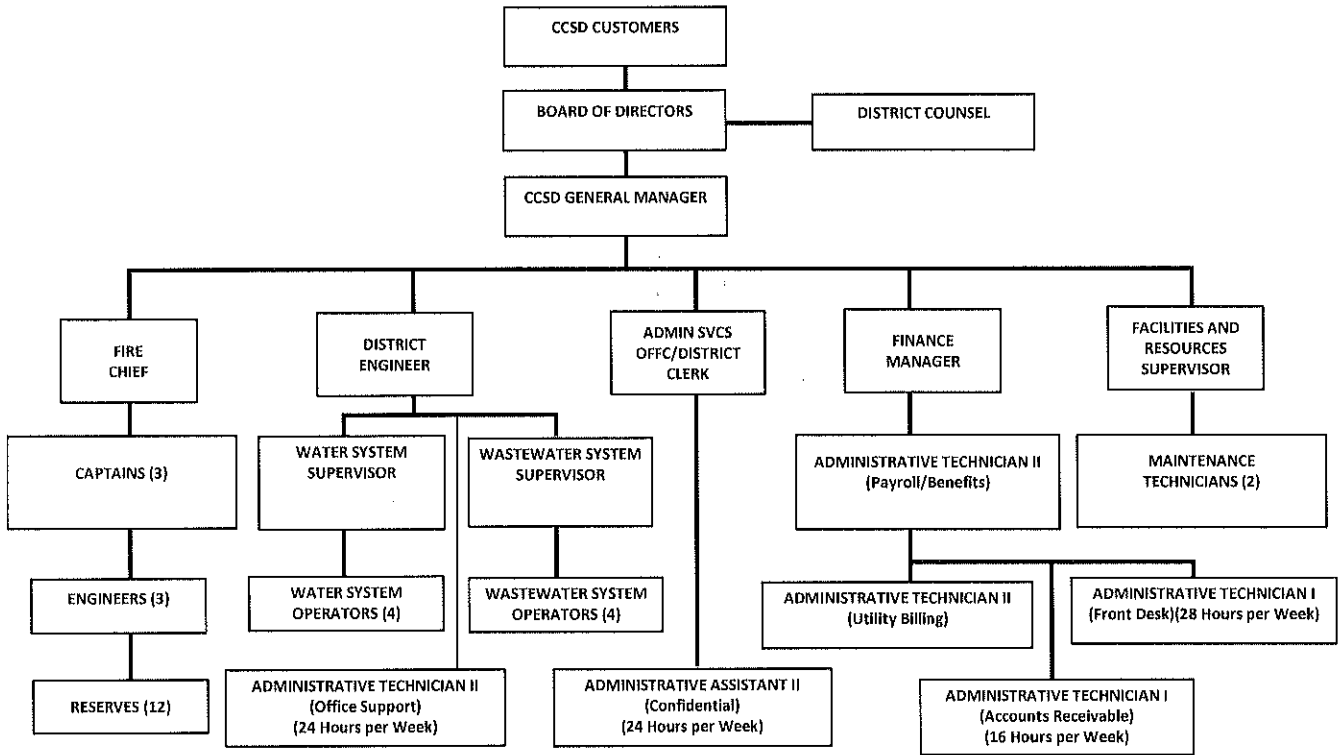 CCSD CUSTOMERS
BOARD OF DIRECTORS
DISTRICT COUNSEL
CCSD GENERAL MANAGER
FIRE
CHIEF
DISTRICT
ENGINEER
ADMIN SVCS
OFFC/DISTRICT
CLERK
FINANCE
MANAGER
FACILITIES AND
RESOURCES
SUPERVISOR
CAPTAINS (3)
WATER SYSTEM
SUPERVISOR
WASTEWATER SYSTEM
SUPERVISOR
ADMINISTRATIVE TECHNICIAN II
(Payroll/Benefits)
MAINTENANCE
TECHNICIANS (2)
ENGINEERS (3)
WATER SYSTEM
OPERATORS (4)
WASTEWATER SYSTEM
OPERATORS (4)
ADMINISTRATIVE TECHNICIAN II
(Utility Billing)
ADMINISTRATIVE TECHNICIAN I
(Front Desk)(28 Hours per Week)
RESERVES (12)
ADMINISTRATIVE TECHNICIAN II
(Office Support)
(24 Hours per Week)
ADMINISTRATIVE ASSISTANT II
(Confidential)
(24 Hours per Week)
ADMINISTRATIVE TECHNICIAN I
(Accounts Receivable)
(16 Hours per Week)